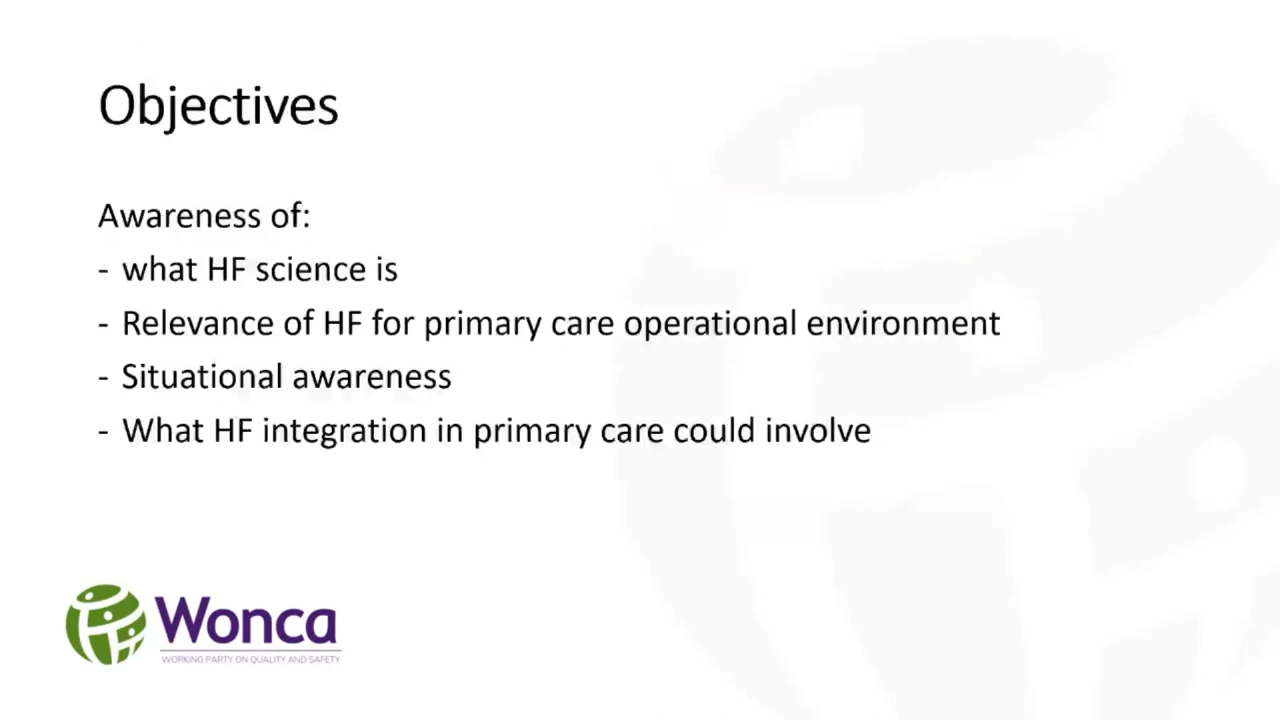 Objectives
Awareness of:
- what HF science is
- Relevance of HF for primary care operational environment
- Situational awareness
- What HF integration in primary care could involve
Wonca
WORKING PARTY ON QUALITY AND SAFETY